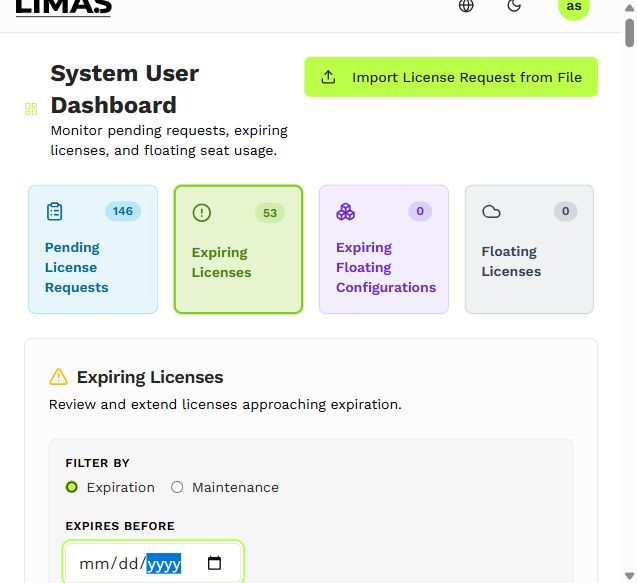 LIMAS
as
System User
Dashboard
Import License Request from File
Monitor pending requests, expiring
licenses, and floating seat usage.
146
Pending
License
Requests
53
Expiring
Licenses
0
Expiring
Floating
Configurations
0
Floating
Licenses
Expiring Licenses
Review and extend licenses approaching expiration.
FILTER BY
Expiration
Maintenance
EXPIRES BEFORE
mm/dd/yyyy